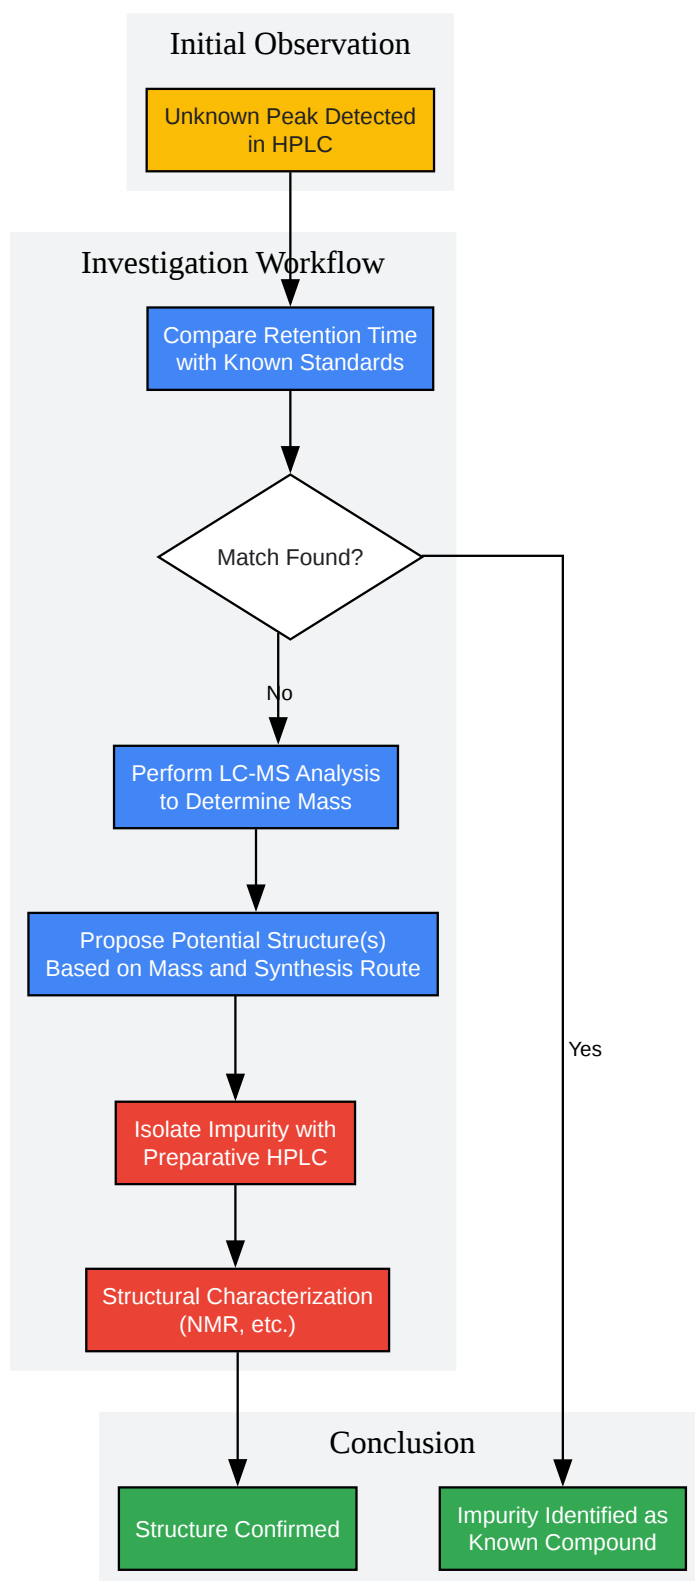 Initial Observation
Unknown Peak Detected
in HPLC
Investigation Workflow
Compare Retention Time
with Known Standards
Match Found?
No
Perform LC-MS Analysis
to Determine Mass
Propose Potential Structure(s)
Based on Mass and Synthesis Route
Yes
Isolate Impurity with
Preparative HPLC
Structural Characterization
(NMR, etc.)
Conclusion
Structure Confirmed
Impurity Identified as
Known Compound